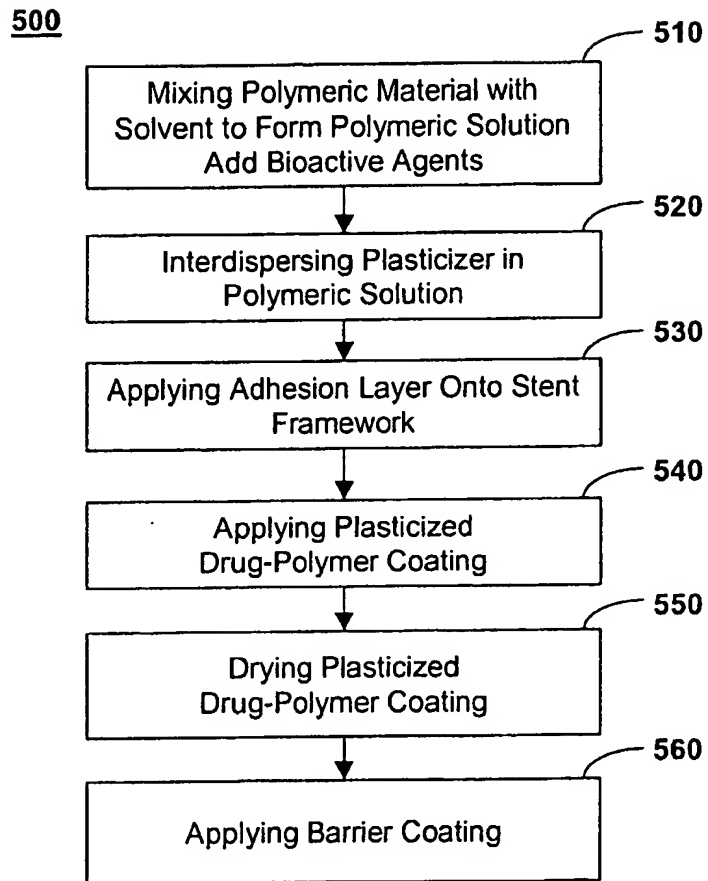 500
510
Mixing Polymeric Material with
Solvent to Form Polymeric Solution
Add Bioactive Agents
520
Interdispersing Plasticizer in
Polymeric Solution
530
Applying Adhesion Layer Onto Stent
Framework
540
Applying Plasticized
Drug-Polymer Coating
550
Drying Plasticized
Drug-Polymer Coating
560
Applying Barrier Coating